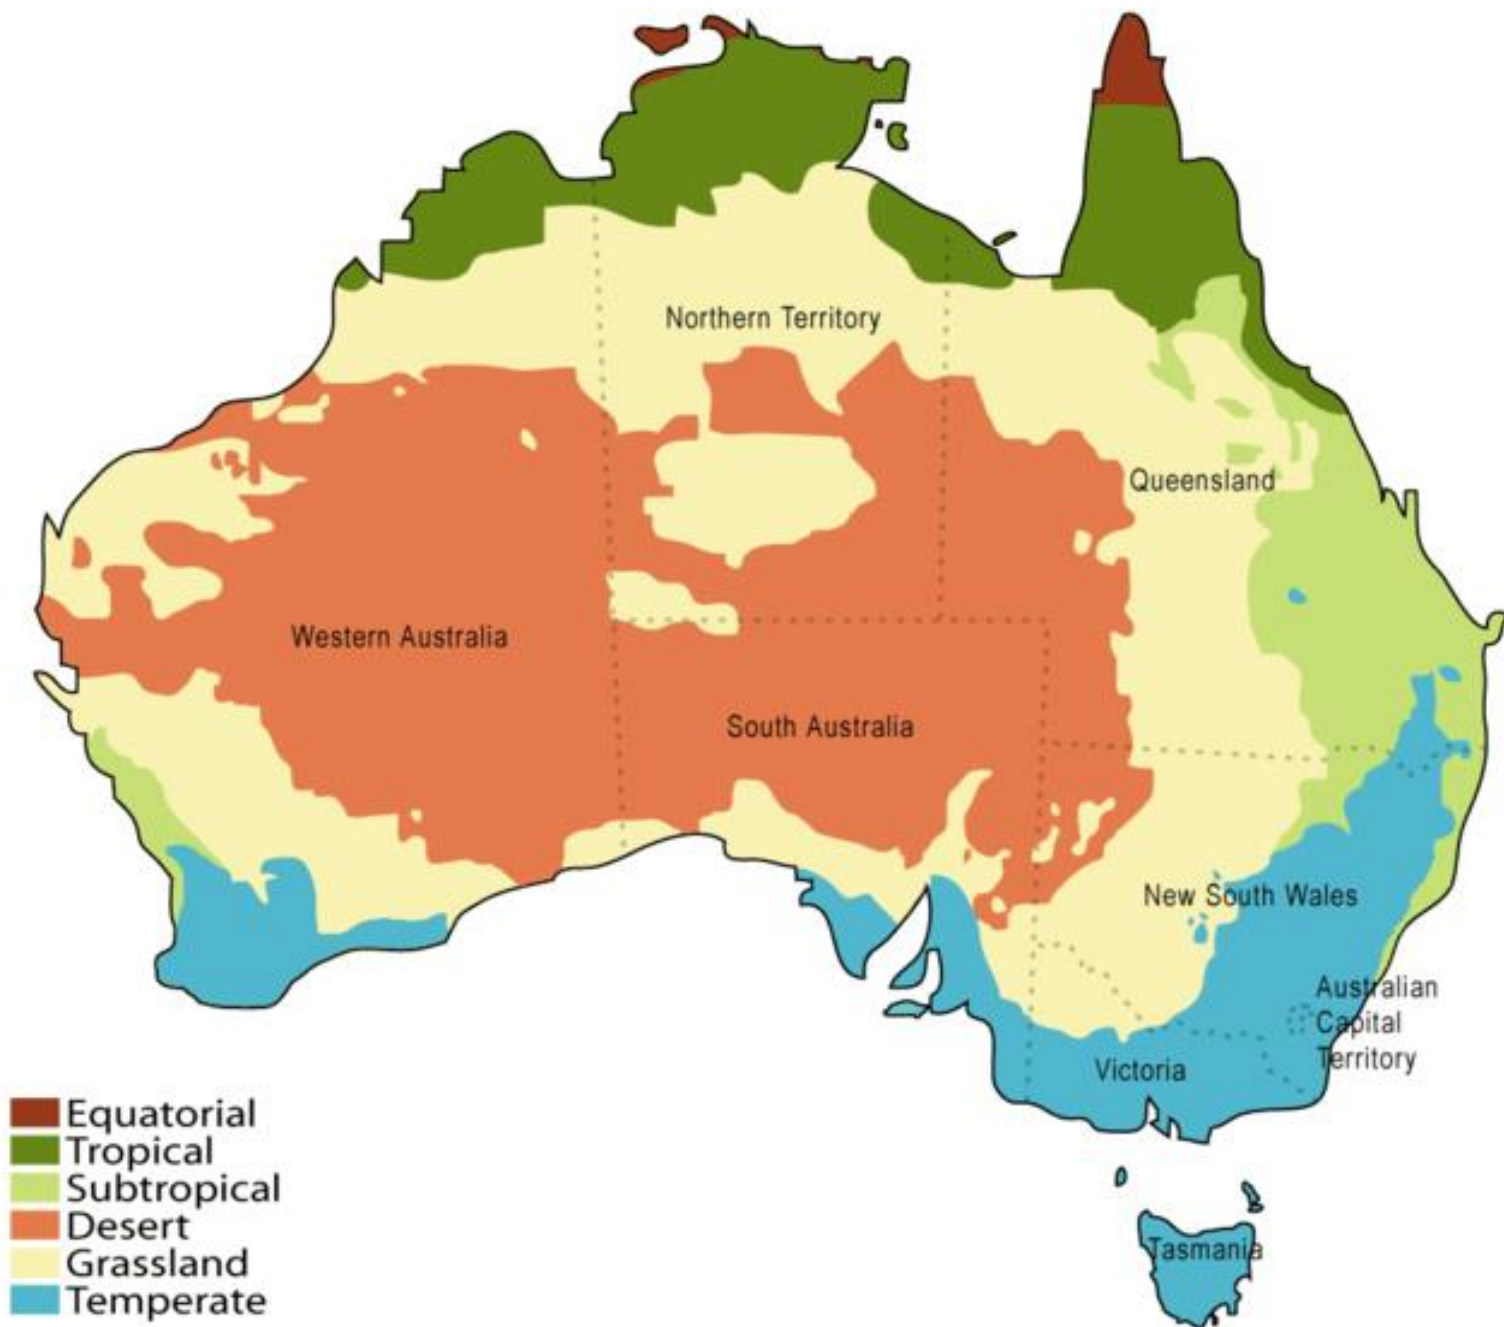 Northern Territory
Queensland
Western Australia
South Australia
New South Wales
Australian
Capital
Territory
Victoria
Tasmania
Equatorial
Tropical
Subtropical
Desert
Grassland
Temperate